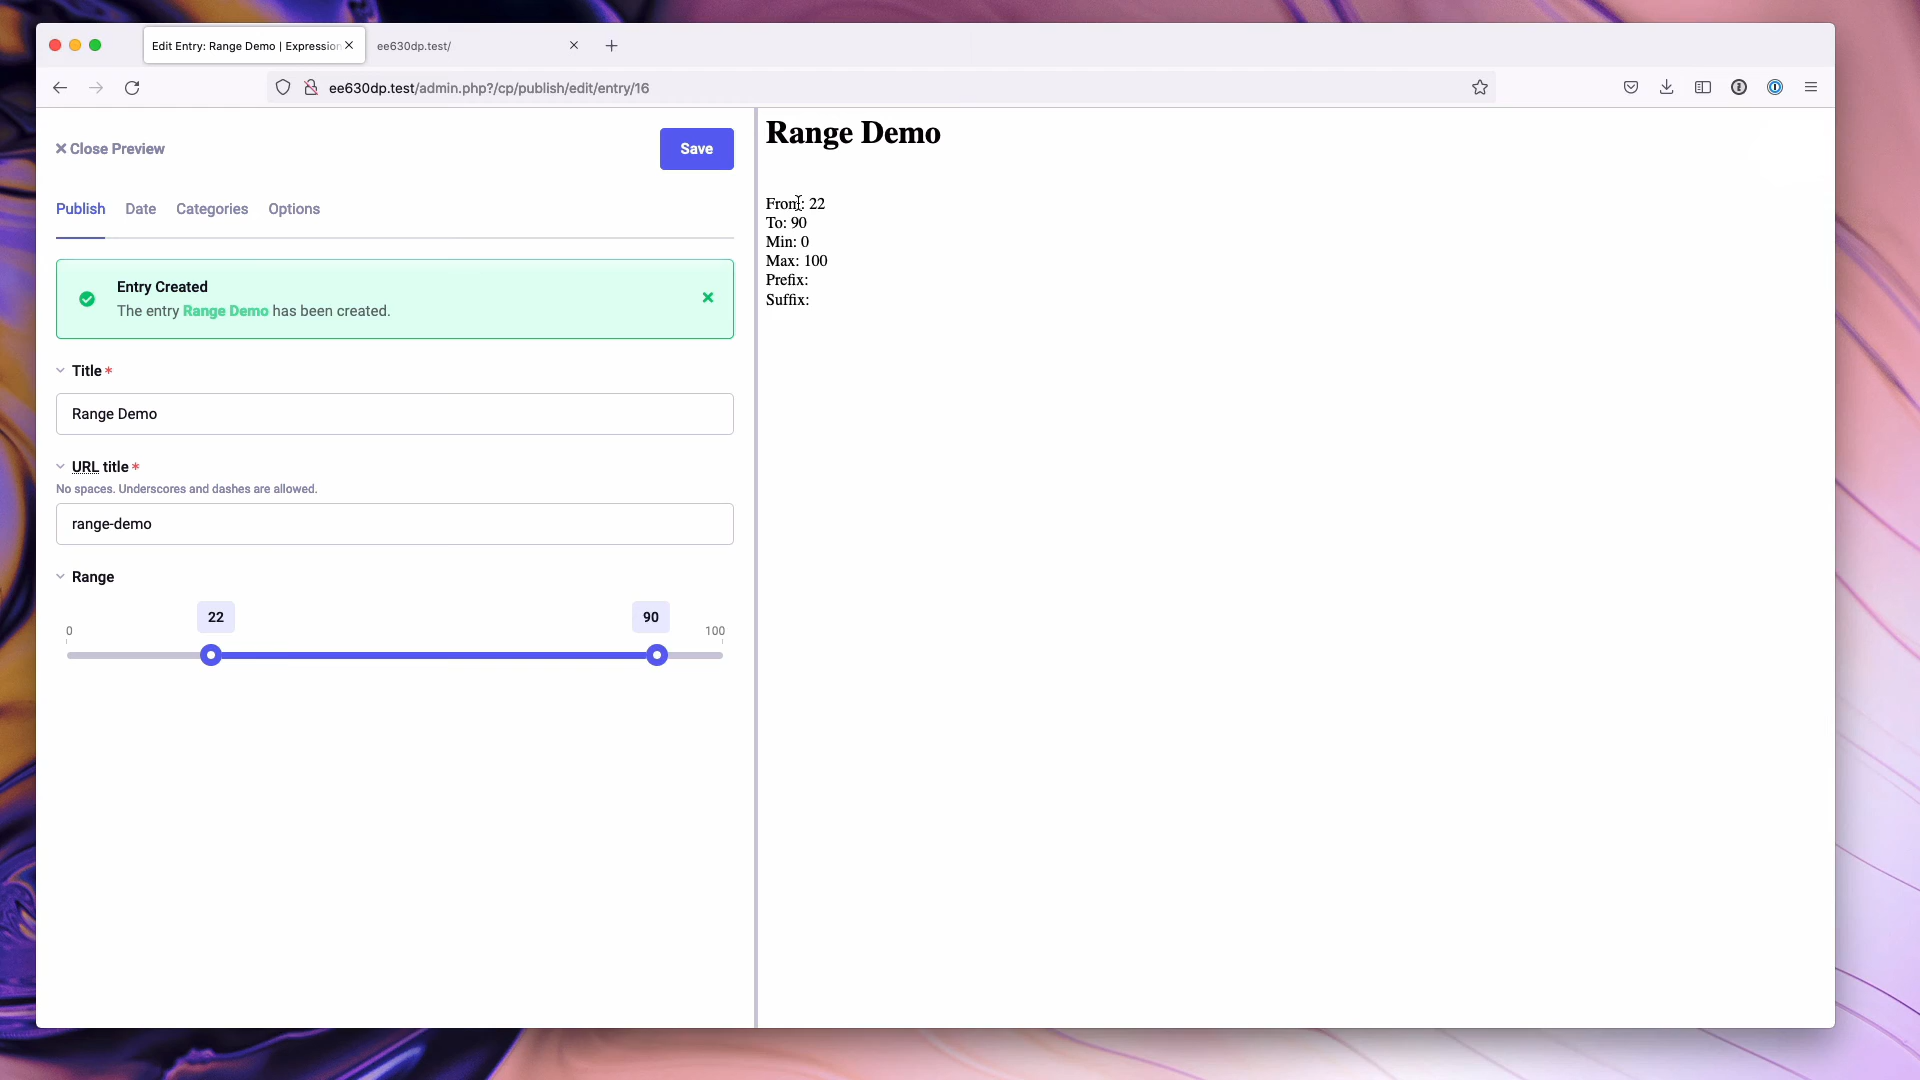 Edit Entry: Range Demo | Expression
ee630dp.test/
ee630dp.test/admin.php?/cp/publish/edit/entry/16
Close Preview
Save
Publish
Date
Categories
Options
Entry Created
The entry Range Demo has been created.
Title *
Range Demo
URL title *
No spaces. Underscores and dashes are allowed.
range-demo
Range
22
90
0
100
Range Demo
From: 22
To: 90
Min: 0
Max: 100
Prefix:
Suffix: